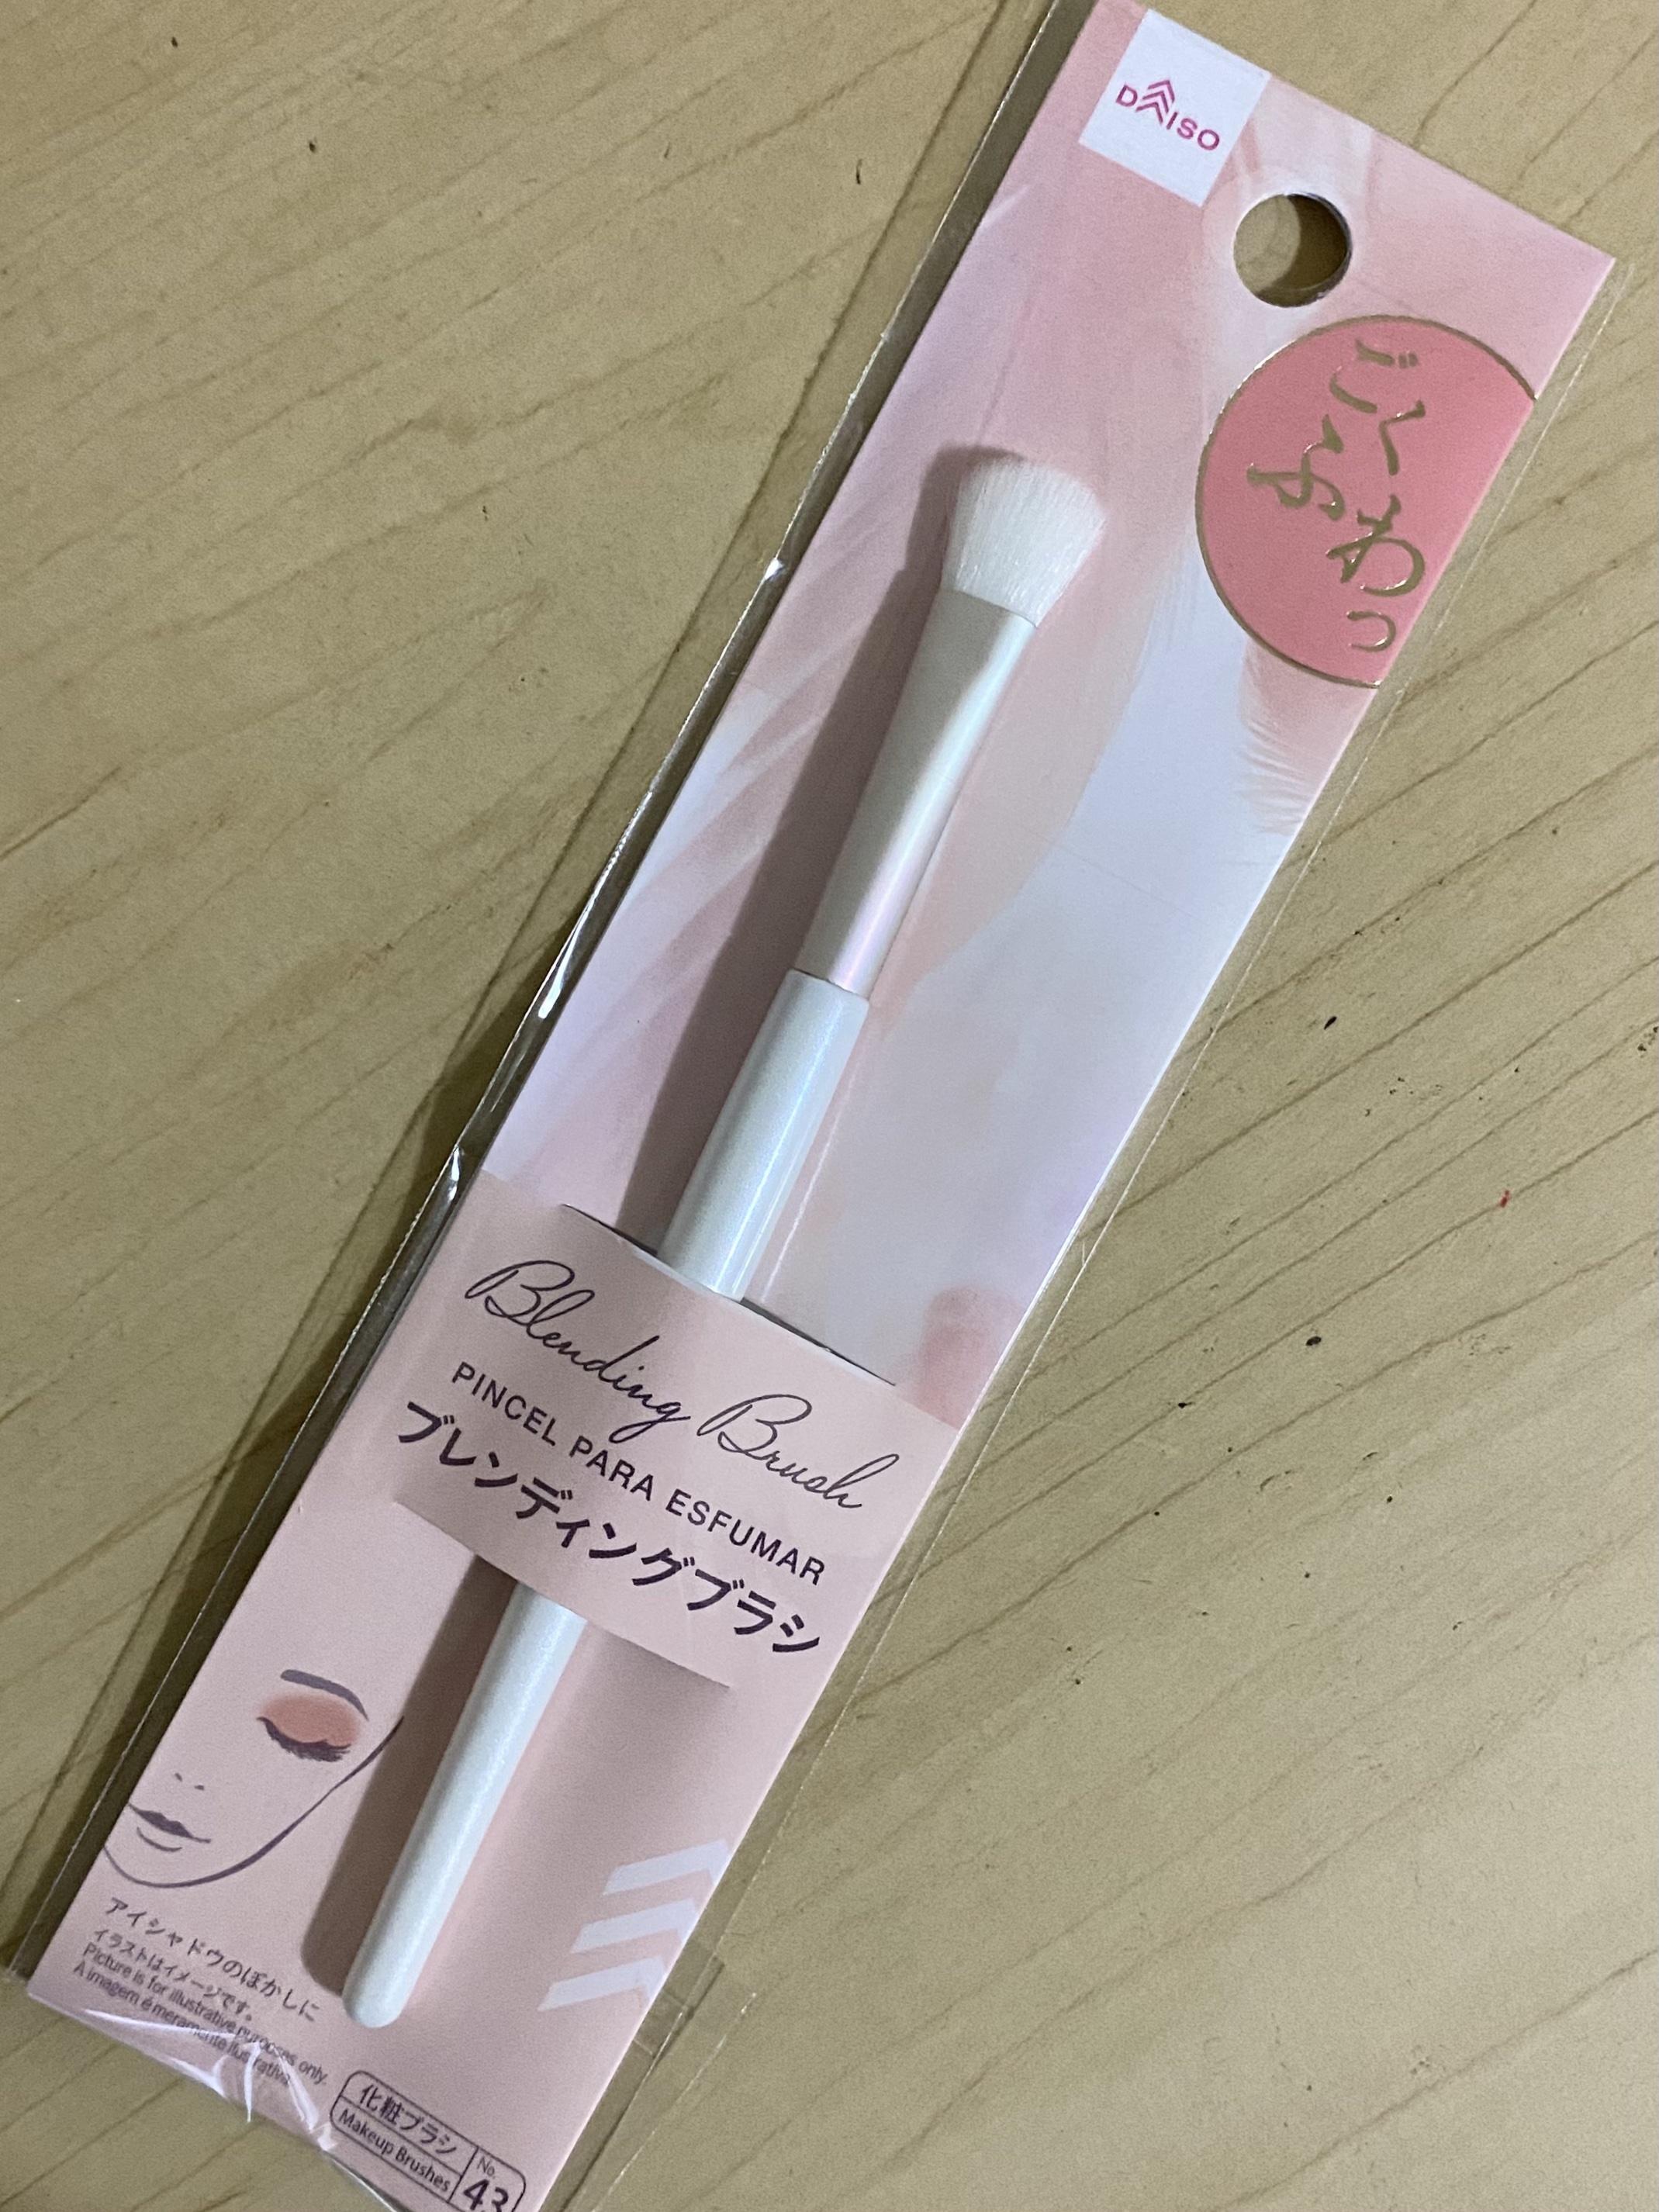 DAISO
ごく
ふわっ
Blending Brush
PINCEL PARA ESFUMAR
ブレンディングブラシ
アイシャドウのぼかしに
イラストはイメージです。
Picture is for illustrative purposes only.
A imagem é meramente ilustrativa.
化粧ブラシ
Makeup Brushes
No.
43